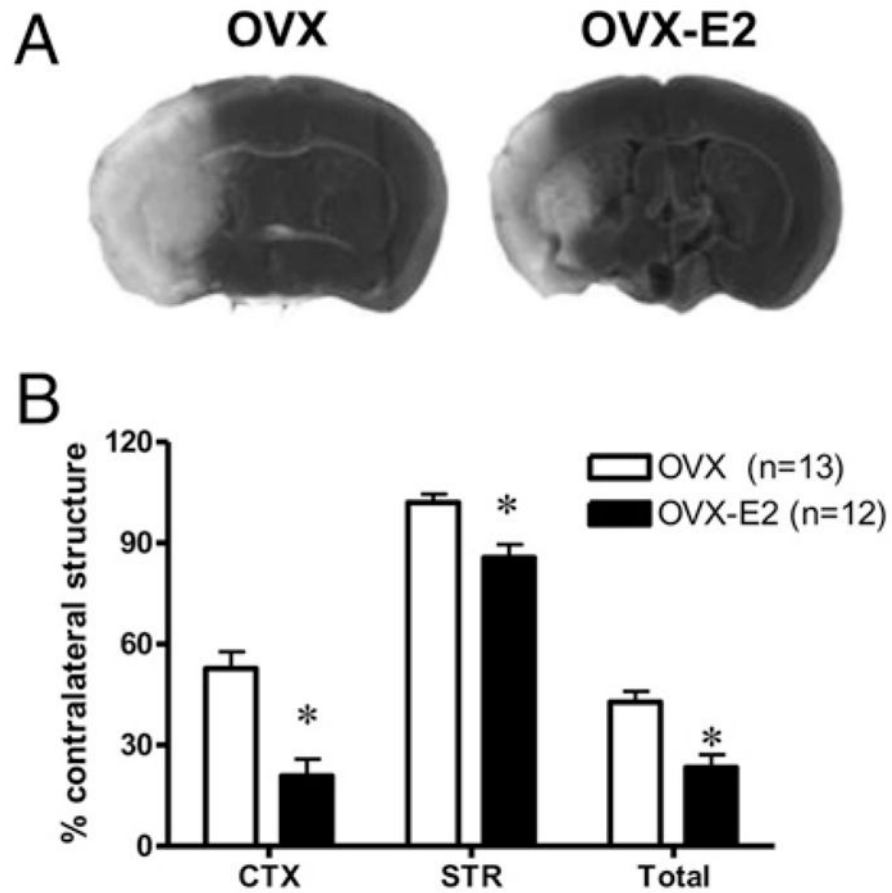 A
OVX
OVX-E2
B
% contralateral structure
120
90
60
30
0
OVX (n=13)
OVX-E2 (n=12)
*
*
*
CTX
STR
Total